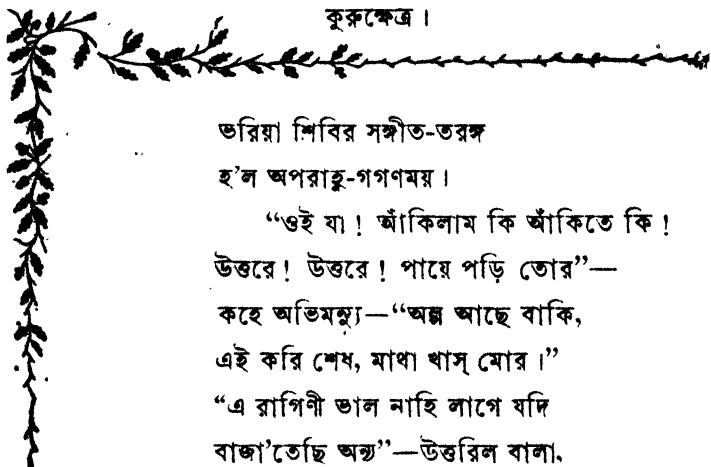 কুরুক্ষেত্র।
ভরিয়া শিবির সঙ্গীত-তরঙ্গ
হ'ল অপরাহ্ণ-গগণময়।
“ওই যা! আঁকিলাম কি আঁকিতে কি!
উত্তরে! উত্তরে! পায়ে পড়ি তোর”—
কহে অভিমন্যু—“অল্প আছে বাকি,
এই করি শেষ, মাথা খাস্ মোর।”
“এ রাগিণী ভাল নাহি লাগে যদি
বাজা'তেছি অন্য”—উত্তরিল বালা,